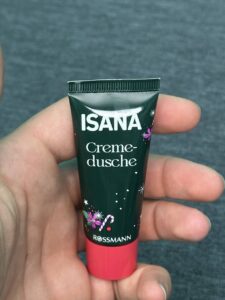 ISANA
Creme-
dusche
ROSSMANN